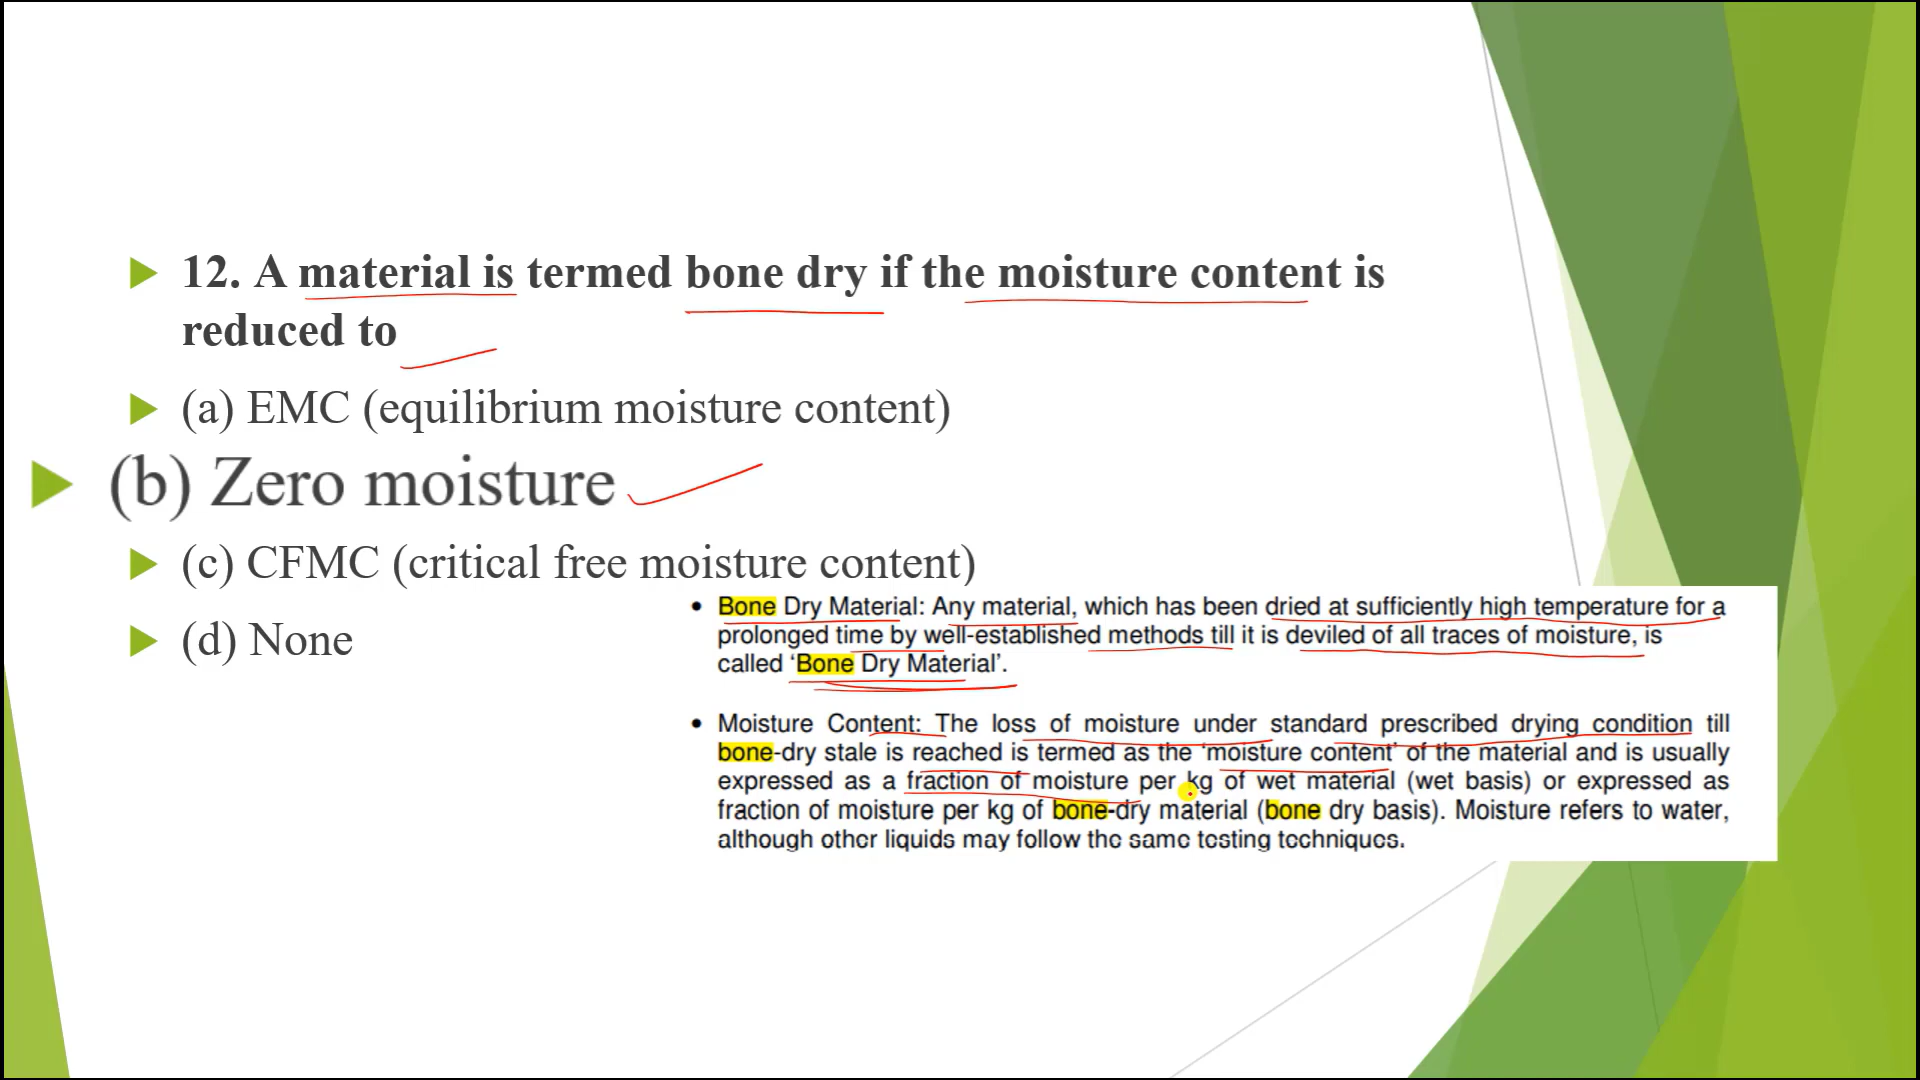 12. A material is termed bone dry if the moisture content is
reduced to
(a) EMC (equilibrium moisture content)
(b) Zero moisture
(c) CFMC (critical free moisture content)
(d) None
• Bone Dry Material: Any material, which has been dried at sufficiently high temperature for a
prolonged time by well-established methods till it is deviled of all traces of moisture, is
called ‘Bone Dry Material’.
• Moisture Content: The loss of moisture under standard prescribed drying condition till
bone-dry stale is reached is termed as the ‘moisture content’ of the material and is usually
expressed as a fraction of moisture per kg of wet material (wet basis) or expressed as
fraction of moisture per kg of bone-dry material (bone dry basis). Moisture refers to water,
although other liquids may follow the same testing techniques.